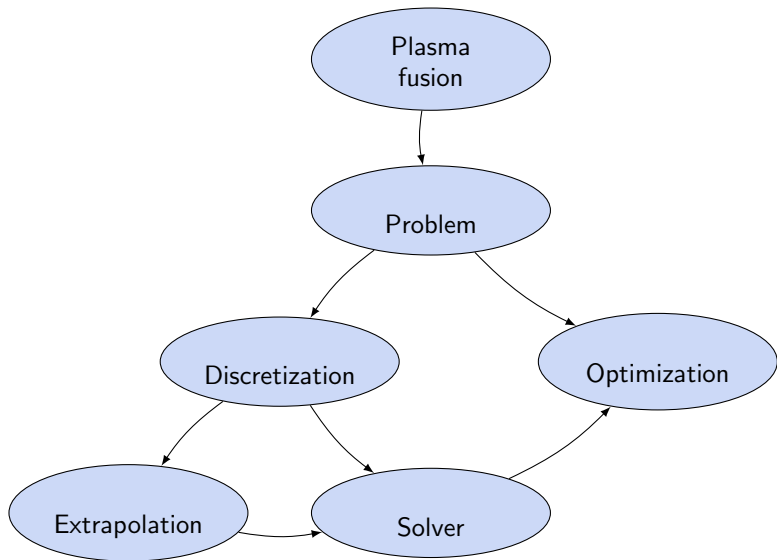 Plasma
fusion
Problem
Discretization
Optimization
Extrapolation
Solver